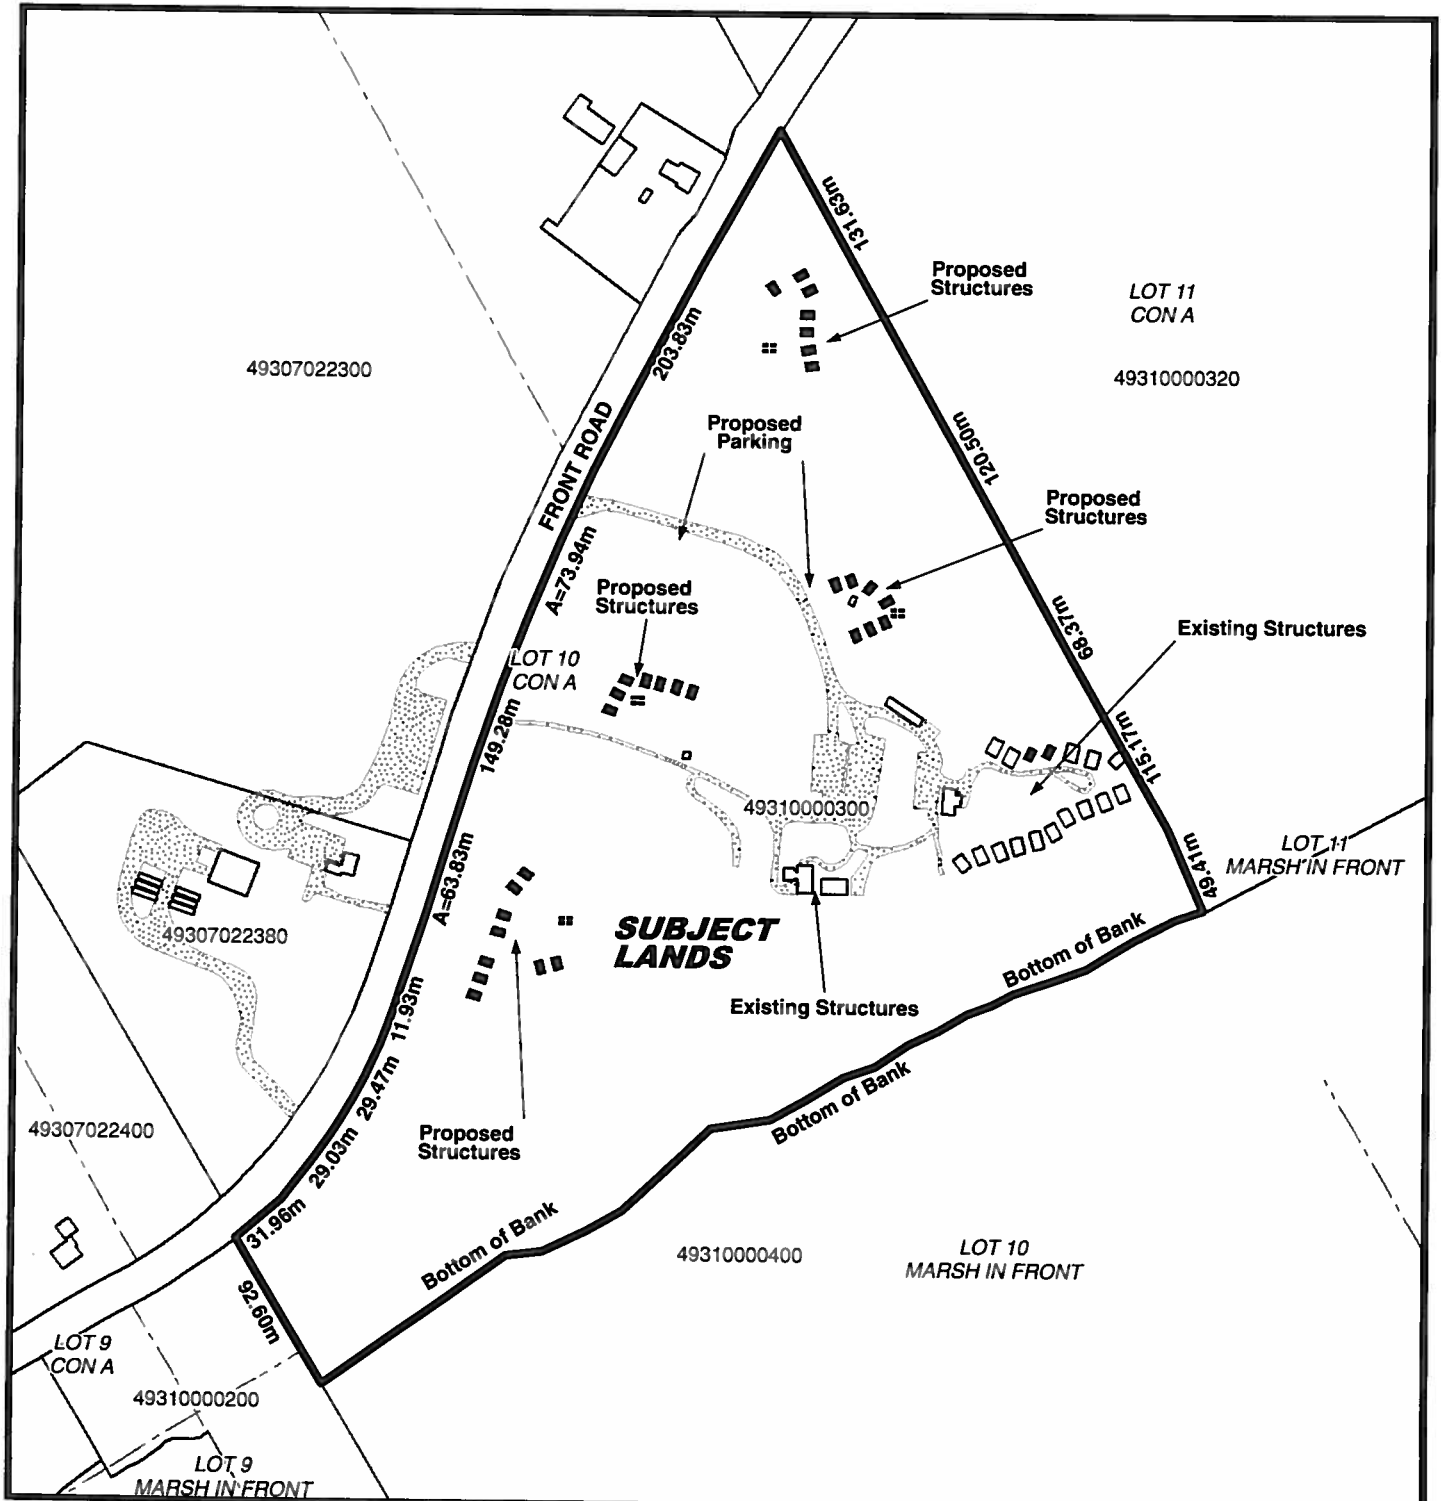 131.63m
Proposed
Structures
LOT 11
CON A
203.83m
49307022300
49310000320
Proposed
Parking
FRONT ROAD
120.50m
Proposed
Structures
A=73.94m
Proposed
Structures
68.37m
Existing Structures
LOT 10
CON A
149.28m
115.17m
49310000300
A=63.83m
LOT 11
MARSH IN FRONT
49.41m
49307022380
SUBJECT
LANDS
Bottom of Bank
Existing Structures
11.93m
29.47m
Bottom of Bank
49307022400
29.03m
Proposed
Structures
31.96m
Bottom of Bank
49310000400
LOT 10
MARSH IN FRONT
92.60m
LOT 9
CON A
49310000200
LOT 9
MARSH IN FRONT